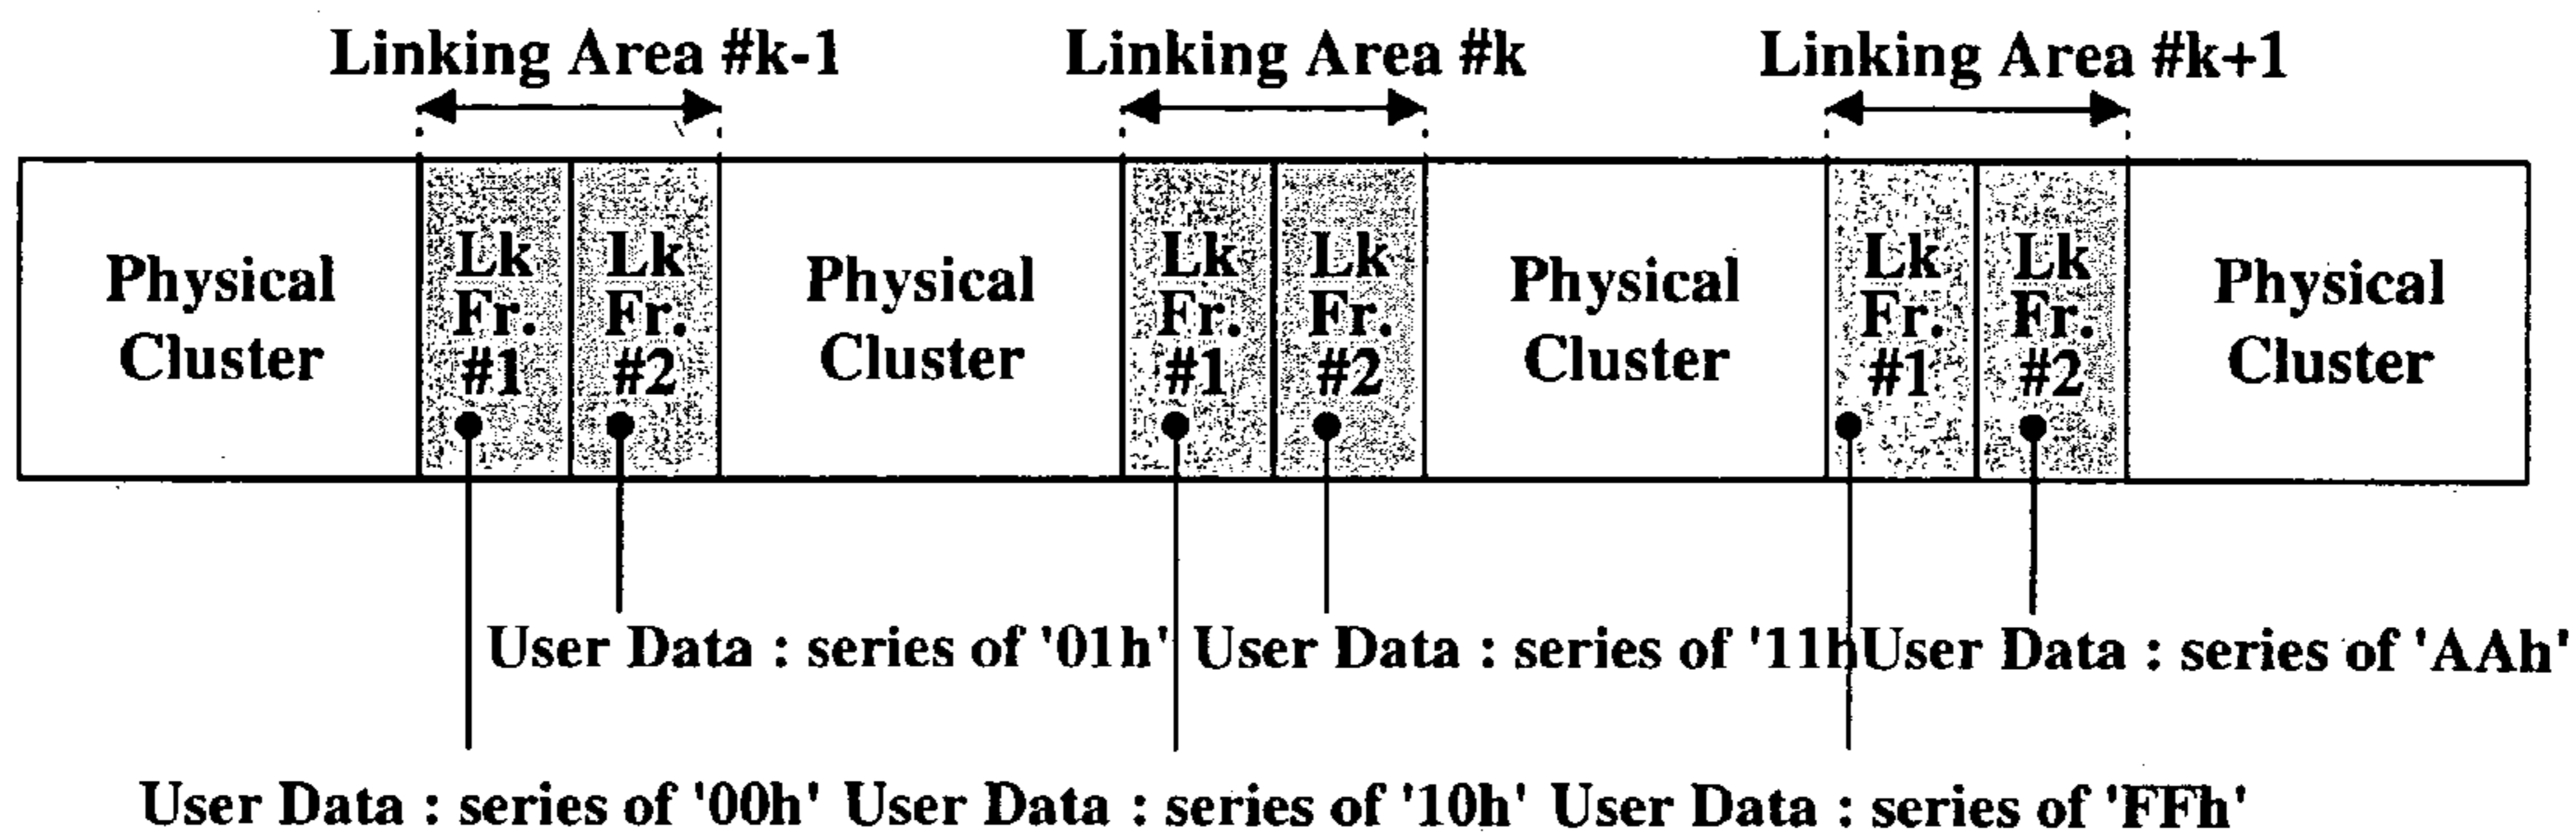 Linking Area #k-1
Linking Area #k
Linking Area #k+1
Physical
Cluster
Lk
Fr.
#1
Lk
Fr.
#2
Physical
Cluster
Lk
Fr.
#1
Lk
Fr.
#2
Physical
Cluster
Lk
Fr.
#1
Lk
Fr.
#2
Physical
Cluster
User Data : series of '01h'
User Data : series of '11h
User Data : series of 'AAh'
User Data : series of '00h'
User Data : series of '10h'
User Data : series of 'FFh'